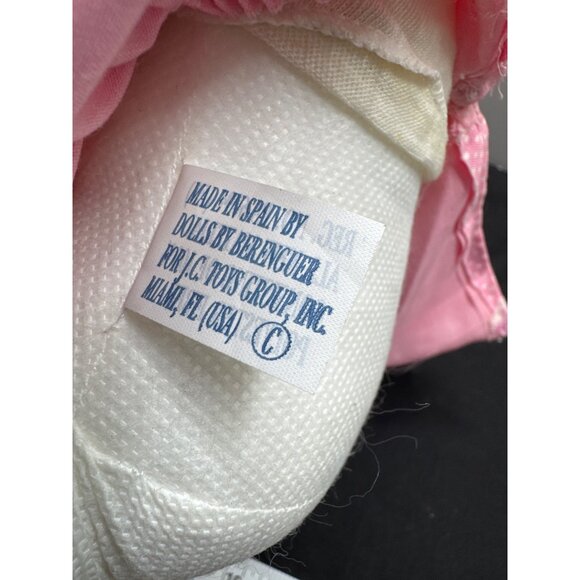 MADE IN SPAIN BY
DOLLS BY BERENGUER
FOR J.C. TOYS GROUP, INC.
MIAMI, FL (USA) ©